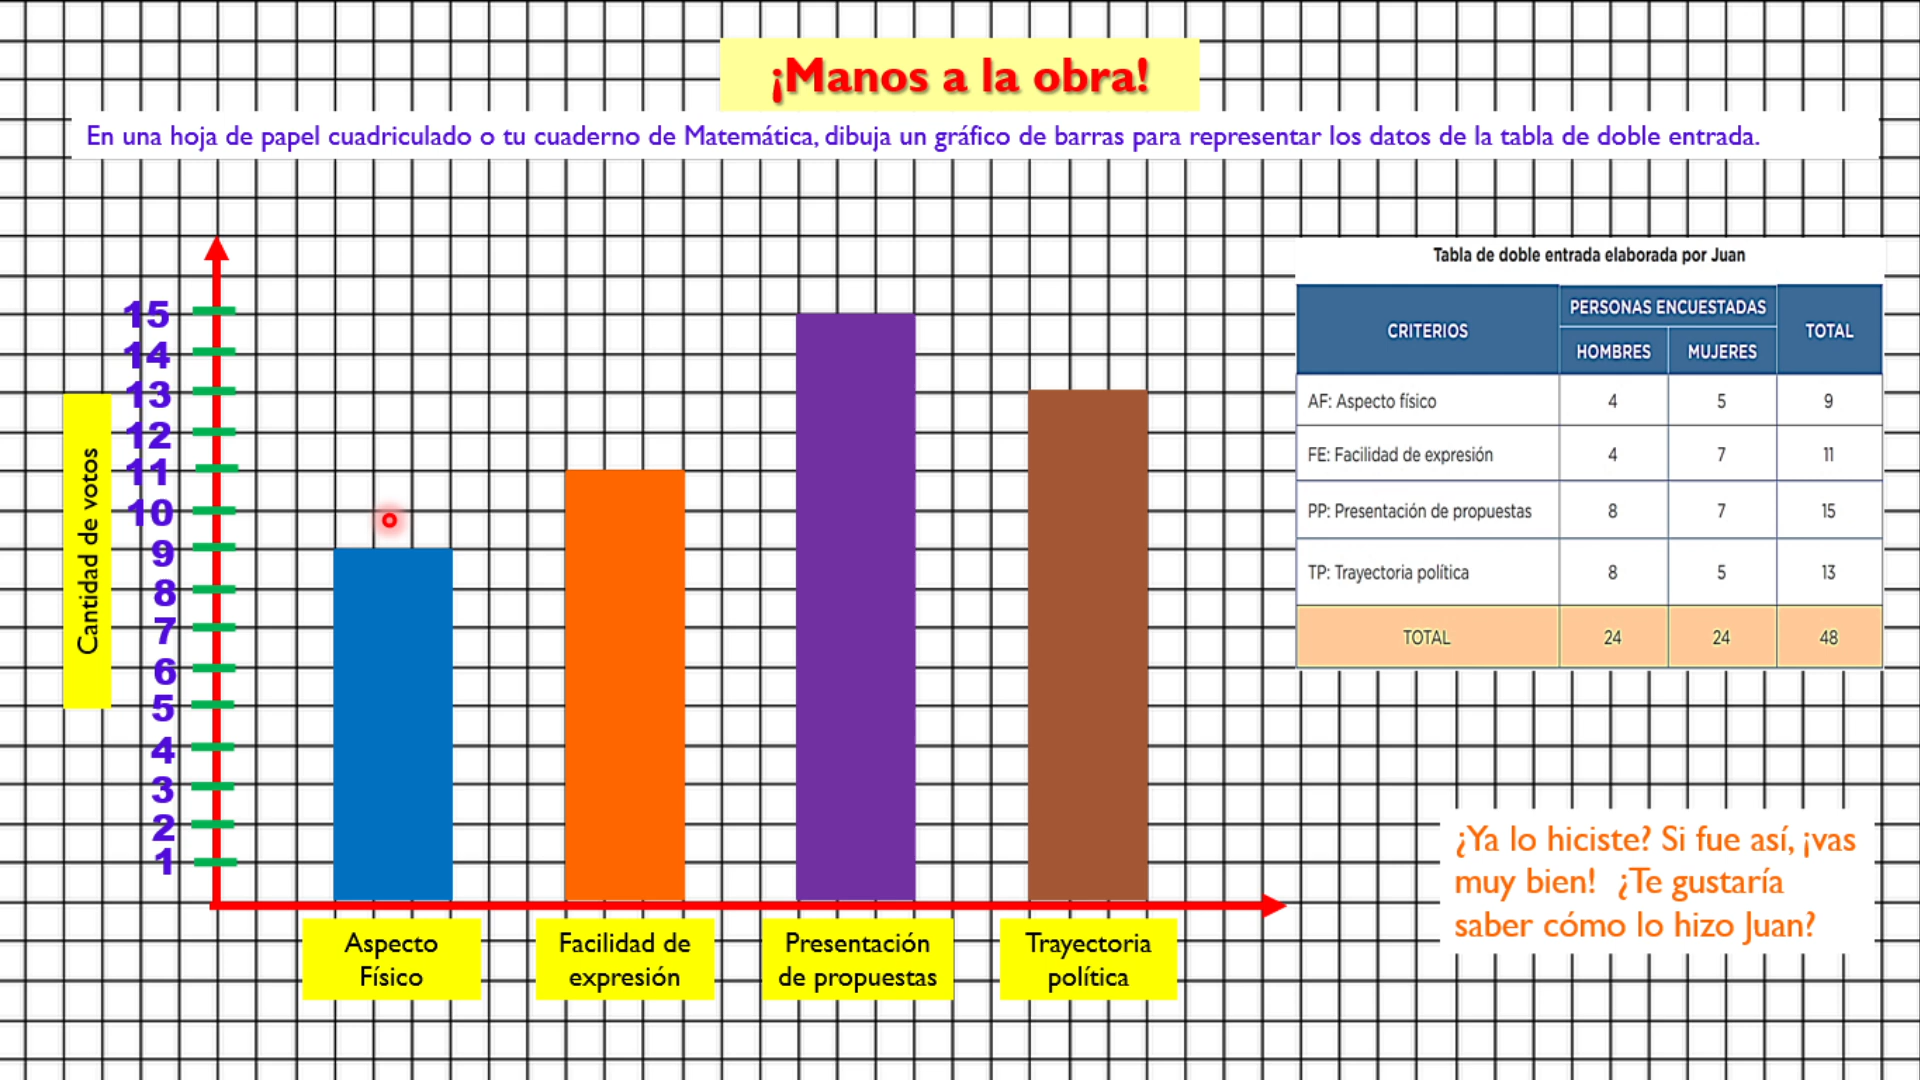 ¡Manos a la obra!
En una hoja de papel cuadriculado o tu cuaderno de Matemática, dibuja un gráfico de barras para representar los datos de la tabla de doble entrada.
Cantidad de votos
15
14
13
12
11
10
9
8
7
6
5
4
3
2
1
Aspecto
Físico
Facilidad de
expresión
Presentación
de propuestas
Trayectoria
política
Tabla de doble entrada elaborada por Juan
CRITERIOS PERSONAS ENCUESTADAS TOTAL
HOMBRES MUJERES
AF: Aspecto físico 4 5 9
FE: Facilidad de expresión 4 7 11
PP: Presentación de propuestas 8 7 15
TP: Trayectoria política 8 5 13
TOTAL 24 24 48
¿Ya lo hiciste? Si fue así, ¡vas
muy bien! ¿Te gustaría
saber cómo lo hizo Juan?